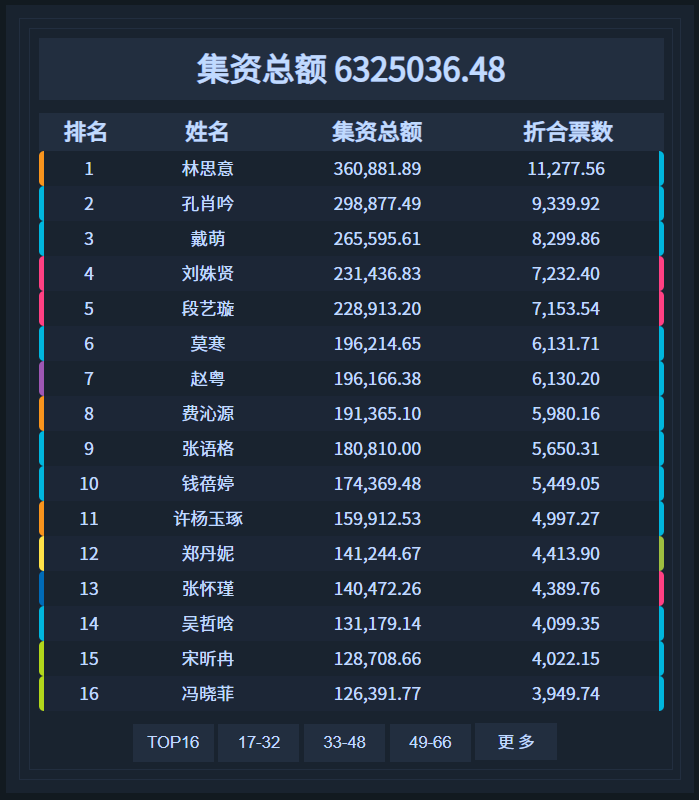 集资总额 6325036.48
排名 姓名 集资总额 折合票数
1 林思意 360,881.89 11,277.56
2 孔肖吟 298,877.49 9,339.92
3 戴萌 265,595.61 8,299.86
4 刘姝贤 231,436.83 7,232.40
5 段艺璇 228,913.20 7,153.54
6 莫寒 196,214.65 6,131.71
7 赵粤 196,166.38 6,130.20
8 费沁源 191,365.10 5,980.16
9 张语格 180,810.00 5,650.31
10 钱蓓婷 174,369.48 5,449.05
11 许杨玉琢 159,912.53 4,997.27
12 郑丹妮 141,244.67 4,413.90
13 张怀瑾 140,472.26 4,389.76
14 吴哲晗 131,179.14 4,099.35
15 宋昕冉 128,708.66 4,022.15
16 冯晓菲 126,391.77 3,949.74
TOP16 17-32 33-48 49-66 更多